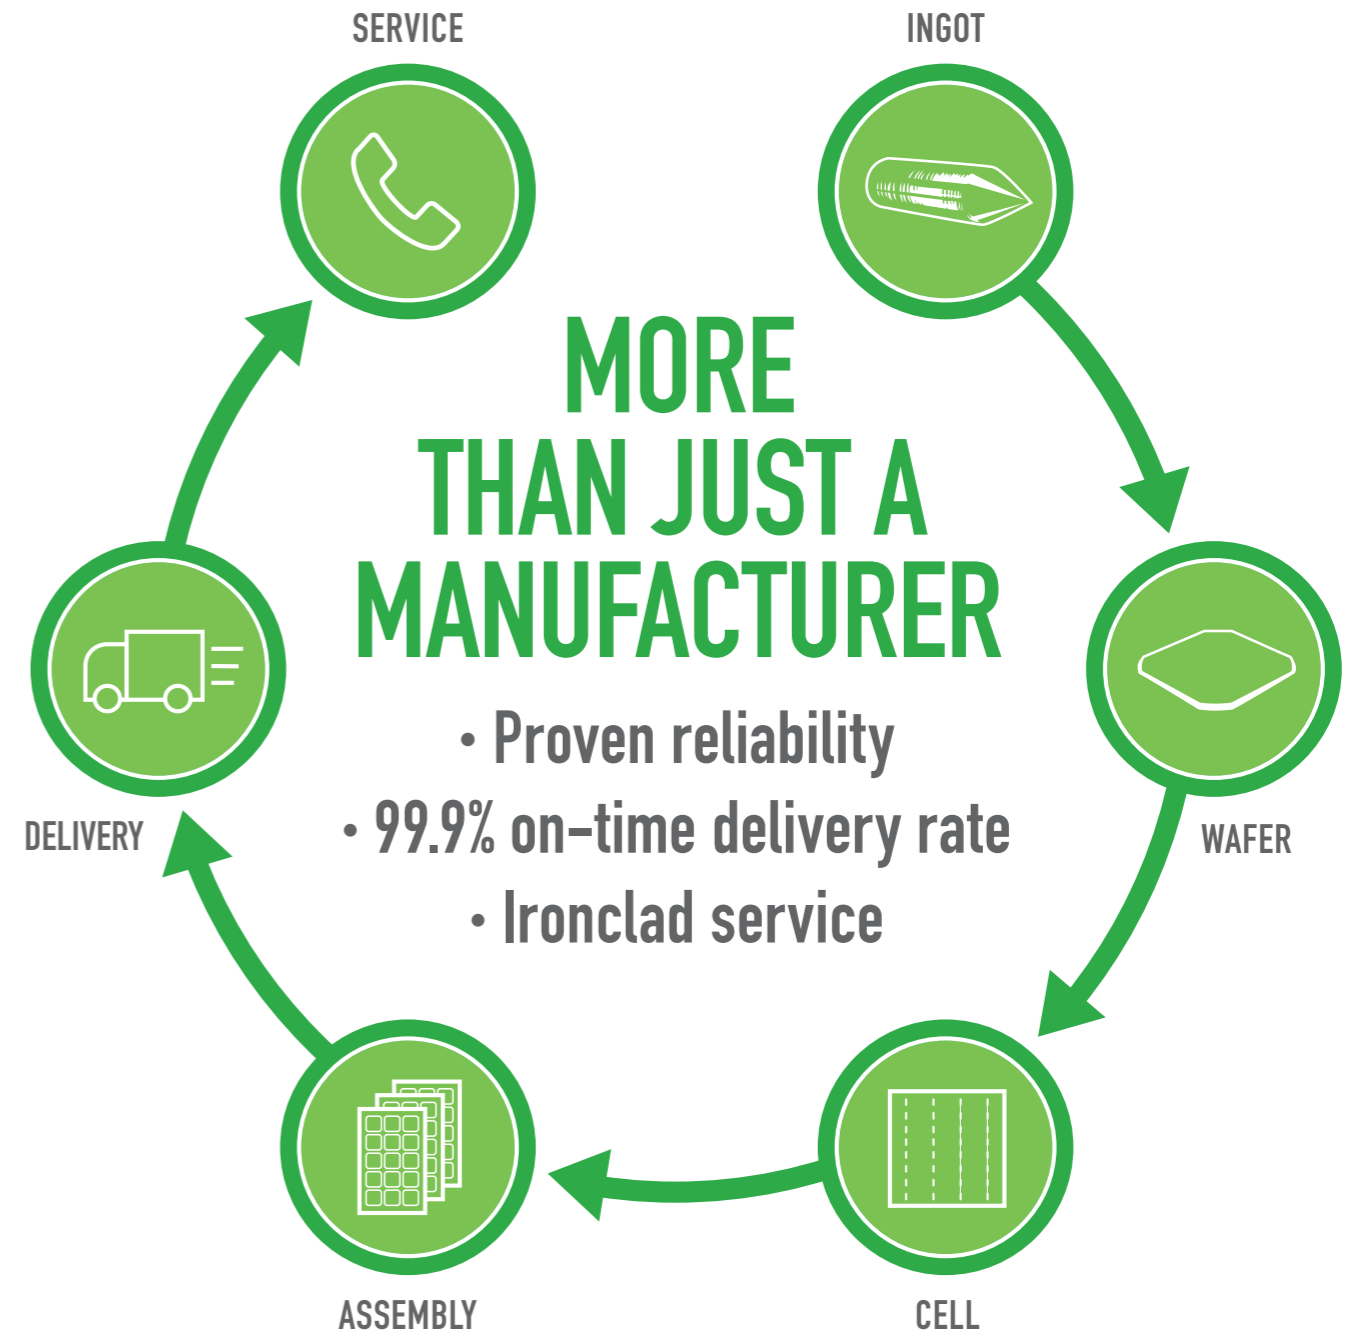 SERVICE
INGOT
MORE
THAN JUST A
MANUFACTURER
• Proven reliability
• 99.9% on-time delivery rate
• Ironclad service
DELIVERY
WAFER
ASSEMBLY
CELL